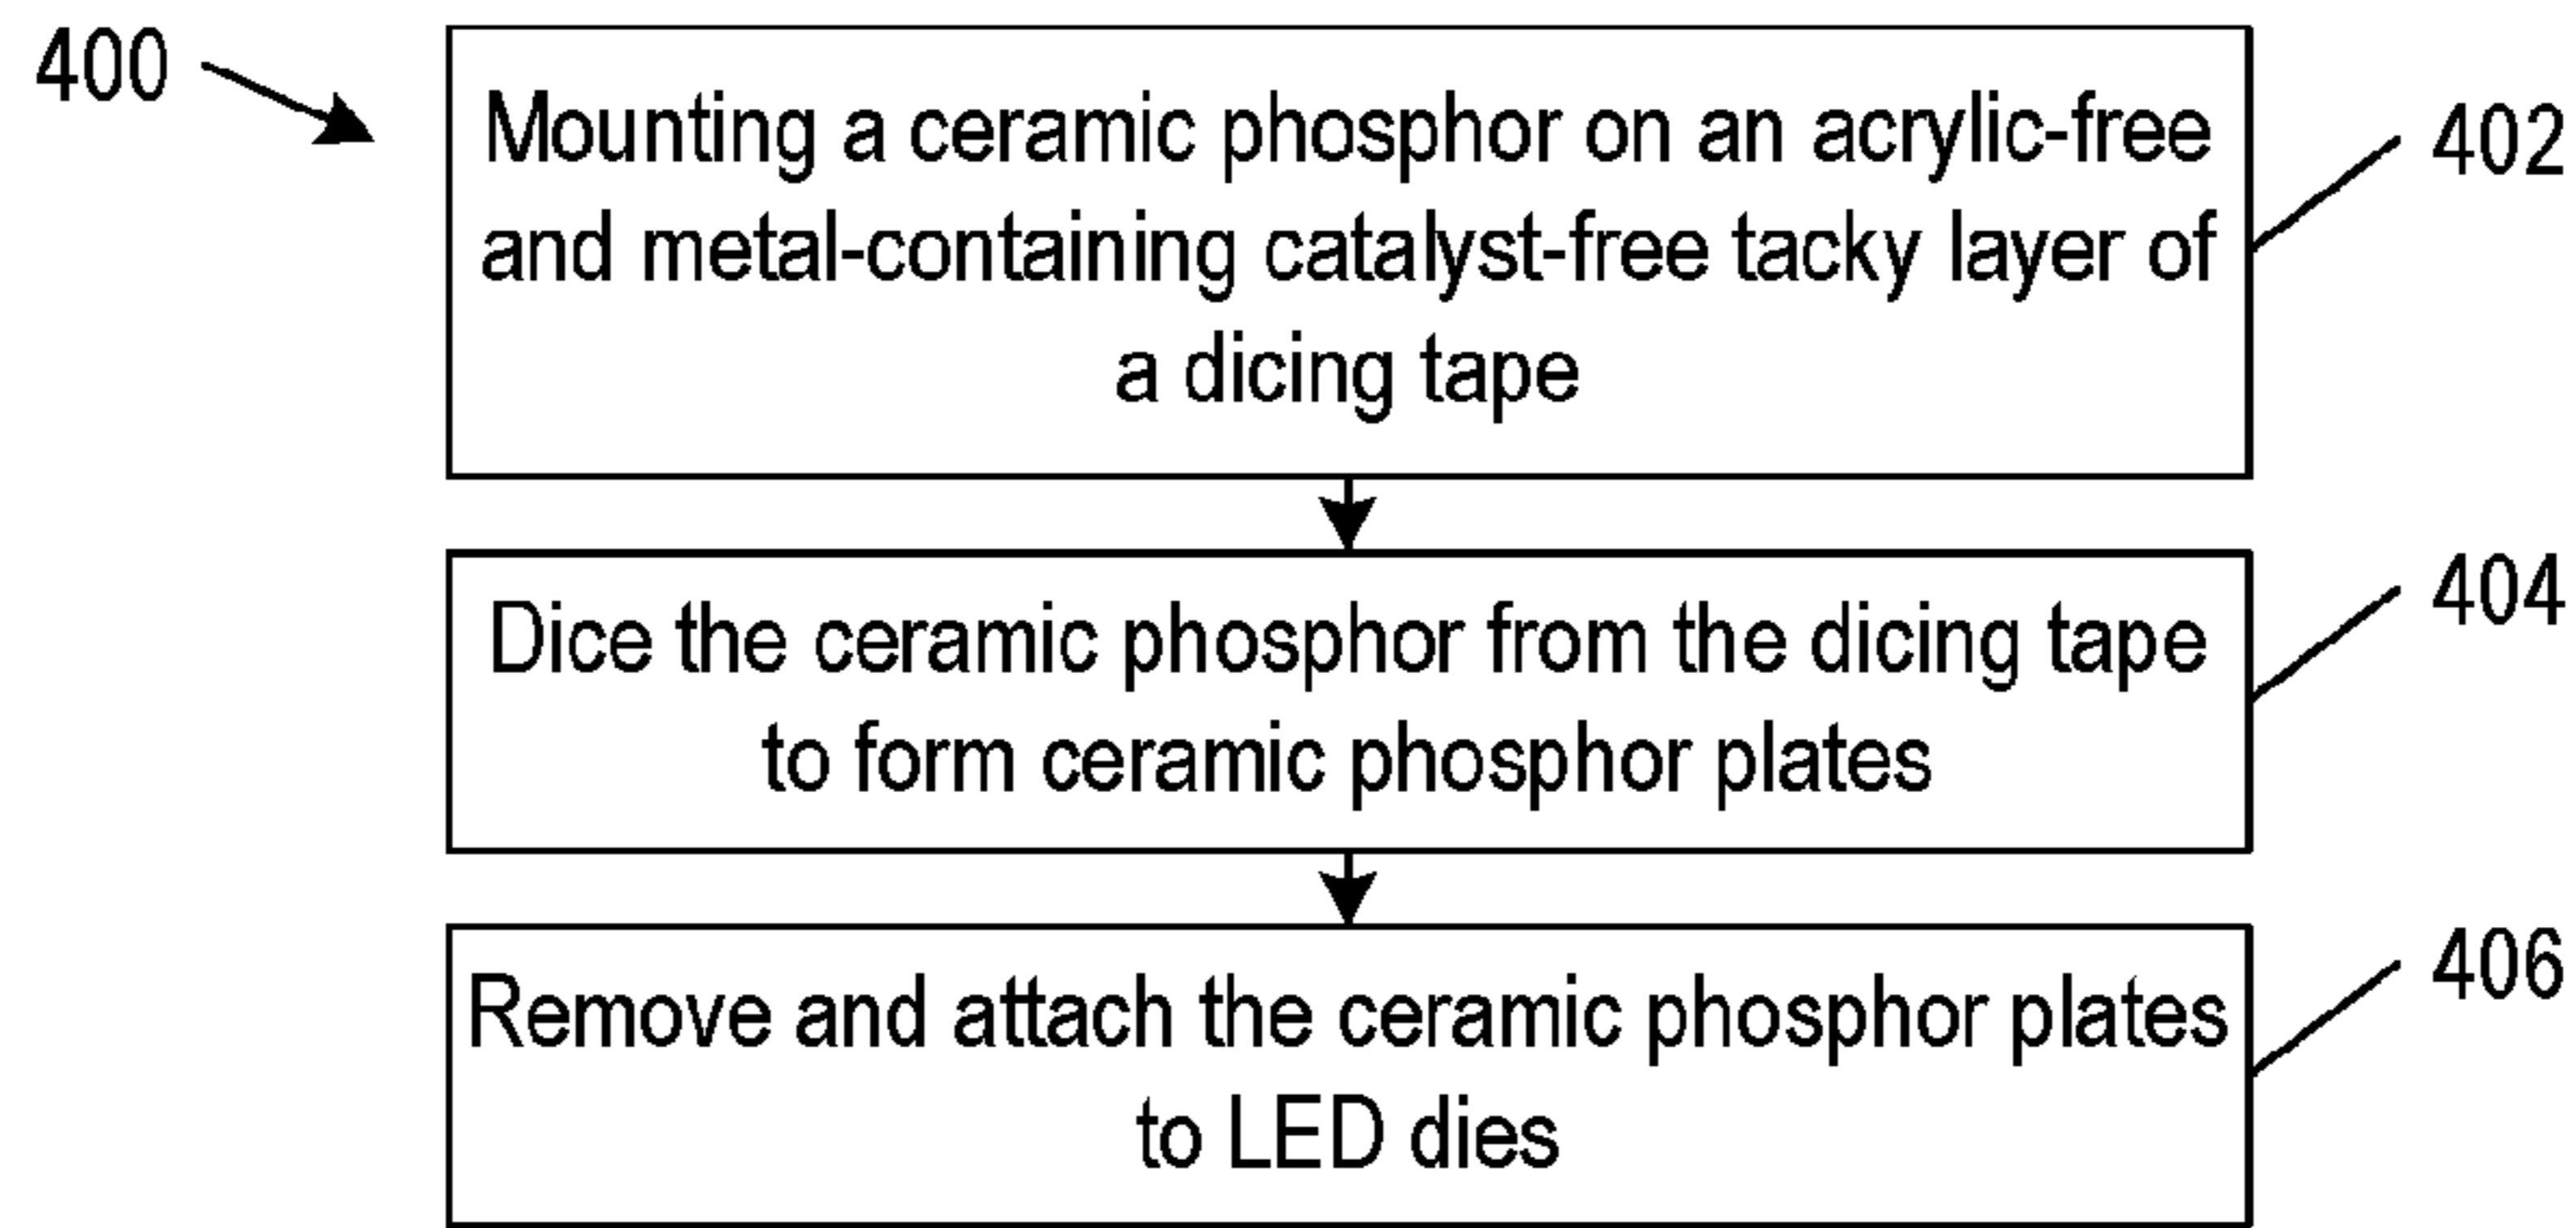 400
Mounting a ceramic phosphor on an acrylic-free
and metal-containing catalyst-free tacky layer of
a dicing tape
402
Dice the ceramic phosphor from the dicing tape
to form ceramic phosphor plates
404
Remove and attach the ceramic phosphor plates
to LED dies
406